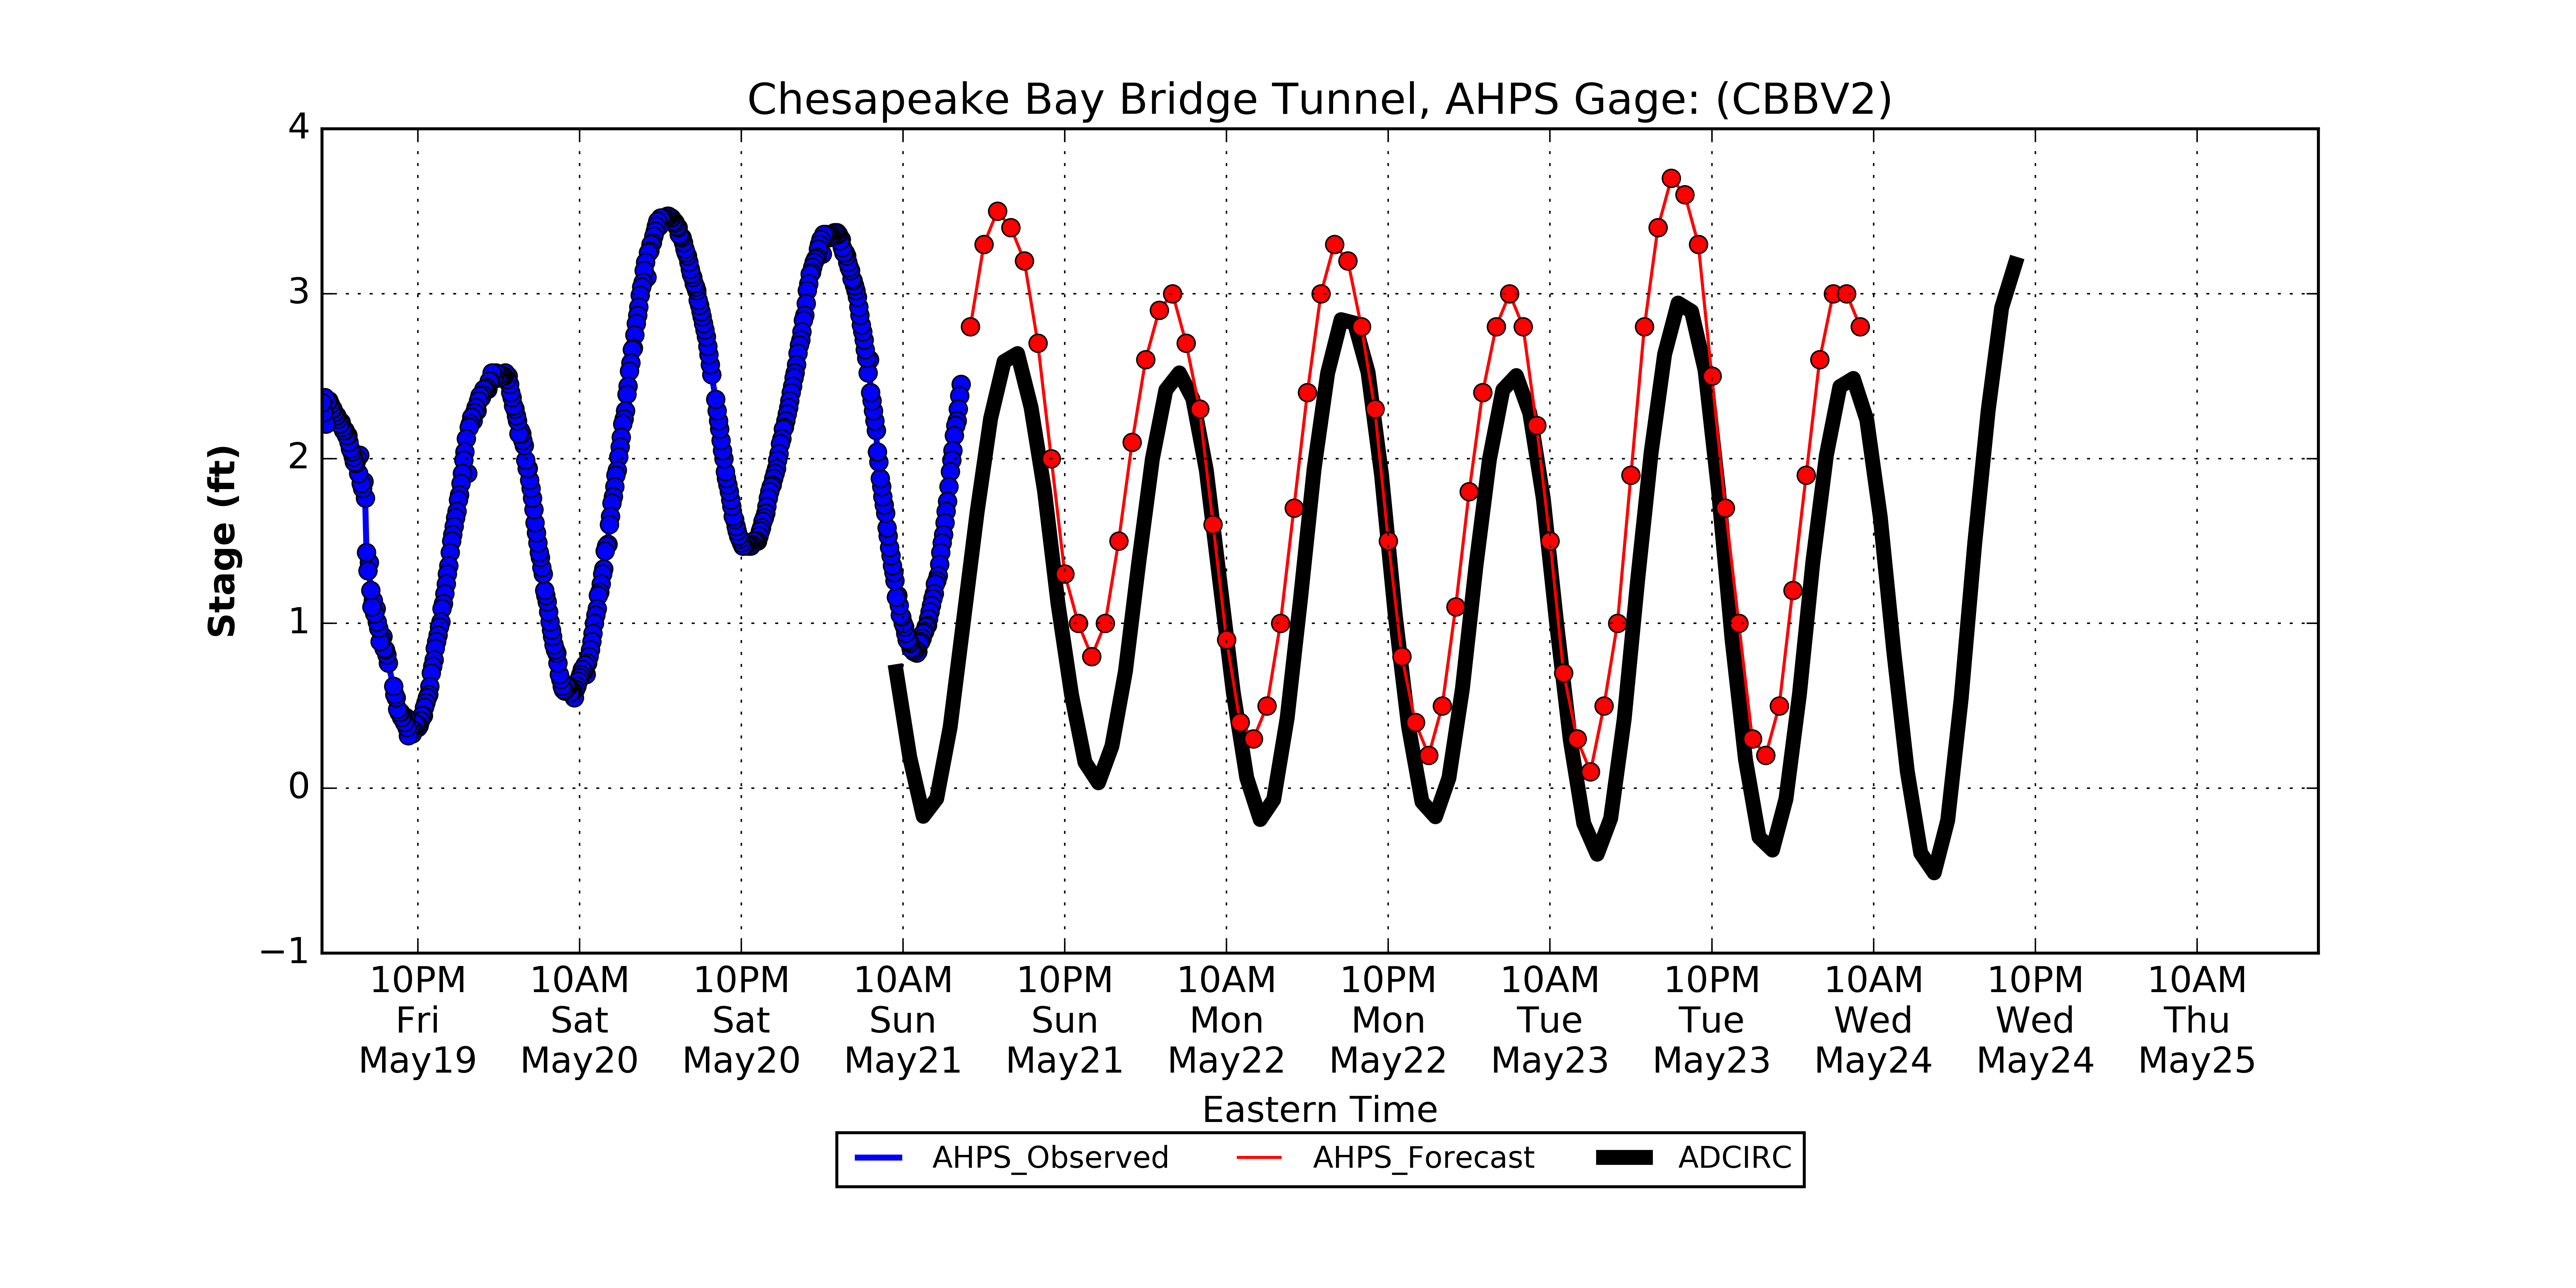 Chesapeake Bay Bridge Tunnel, AHPS Gage: (CBBV2)
4
3
2
1
0
−1
Stage (ft)
10PM 10AM 10PM 10AM 10PM 10AM 10PM 10AM 10PM 10AM 10PM 10AM
Fri Sat Sat Sun Sun Mon Mon Tue Tue Wed Wed Thu
May19 May20 May20 May21 May21 May22 May22 May23 May23 May24 May24 May25
Eastern Time
AHPS_Observed AHPS_Forecast ADCIRC